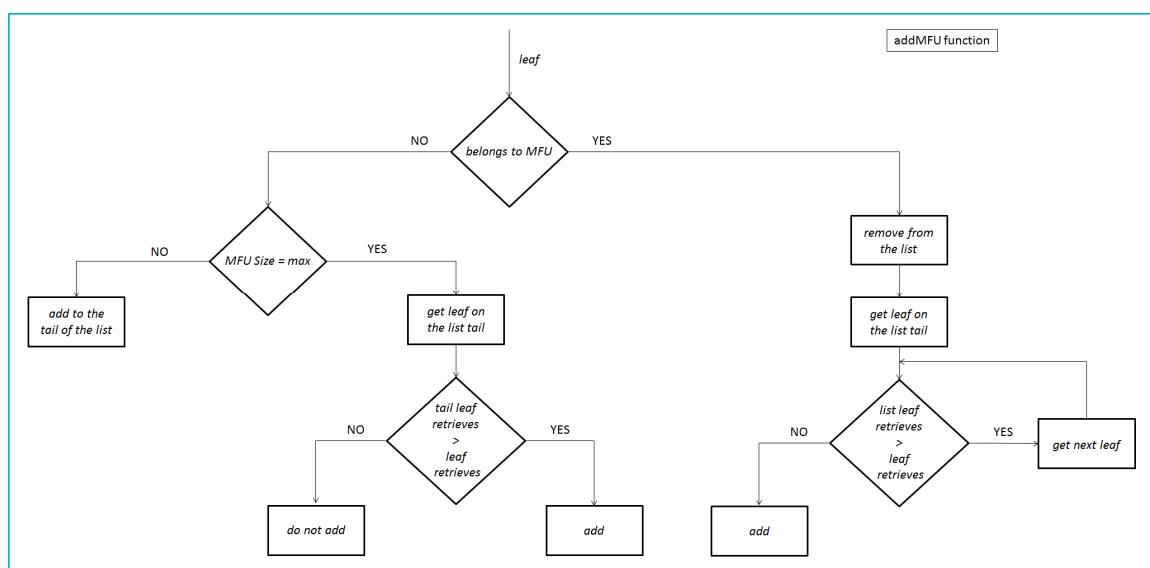 addMFU function
leaf
belongs to MFU
NO
YES
MFU Size = max
NO
YES
remove from
the list
add to the
tail of the list
get leaf on
the list tail
get leaf on
the list tail
tail leaf
retrieves
>
leaf
retrieves
NO
YES
list leaf
retrieves
>
leaf
retrieves
NO
YES
get next leaf
do not add
add
add